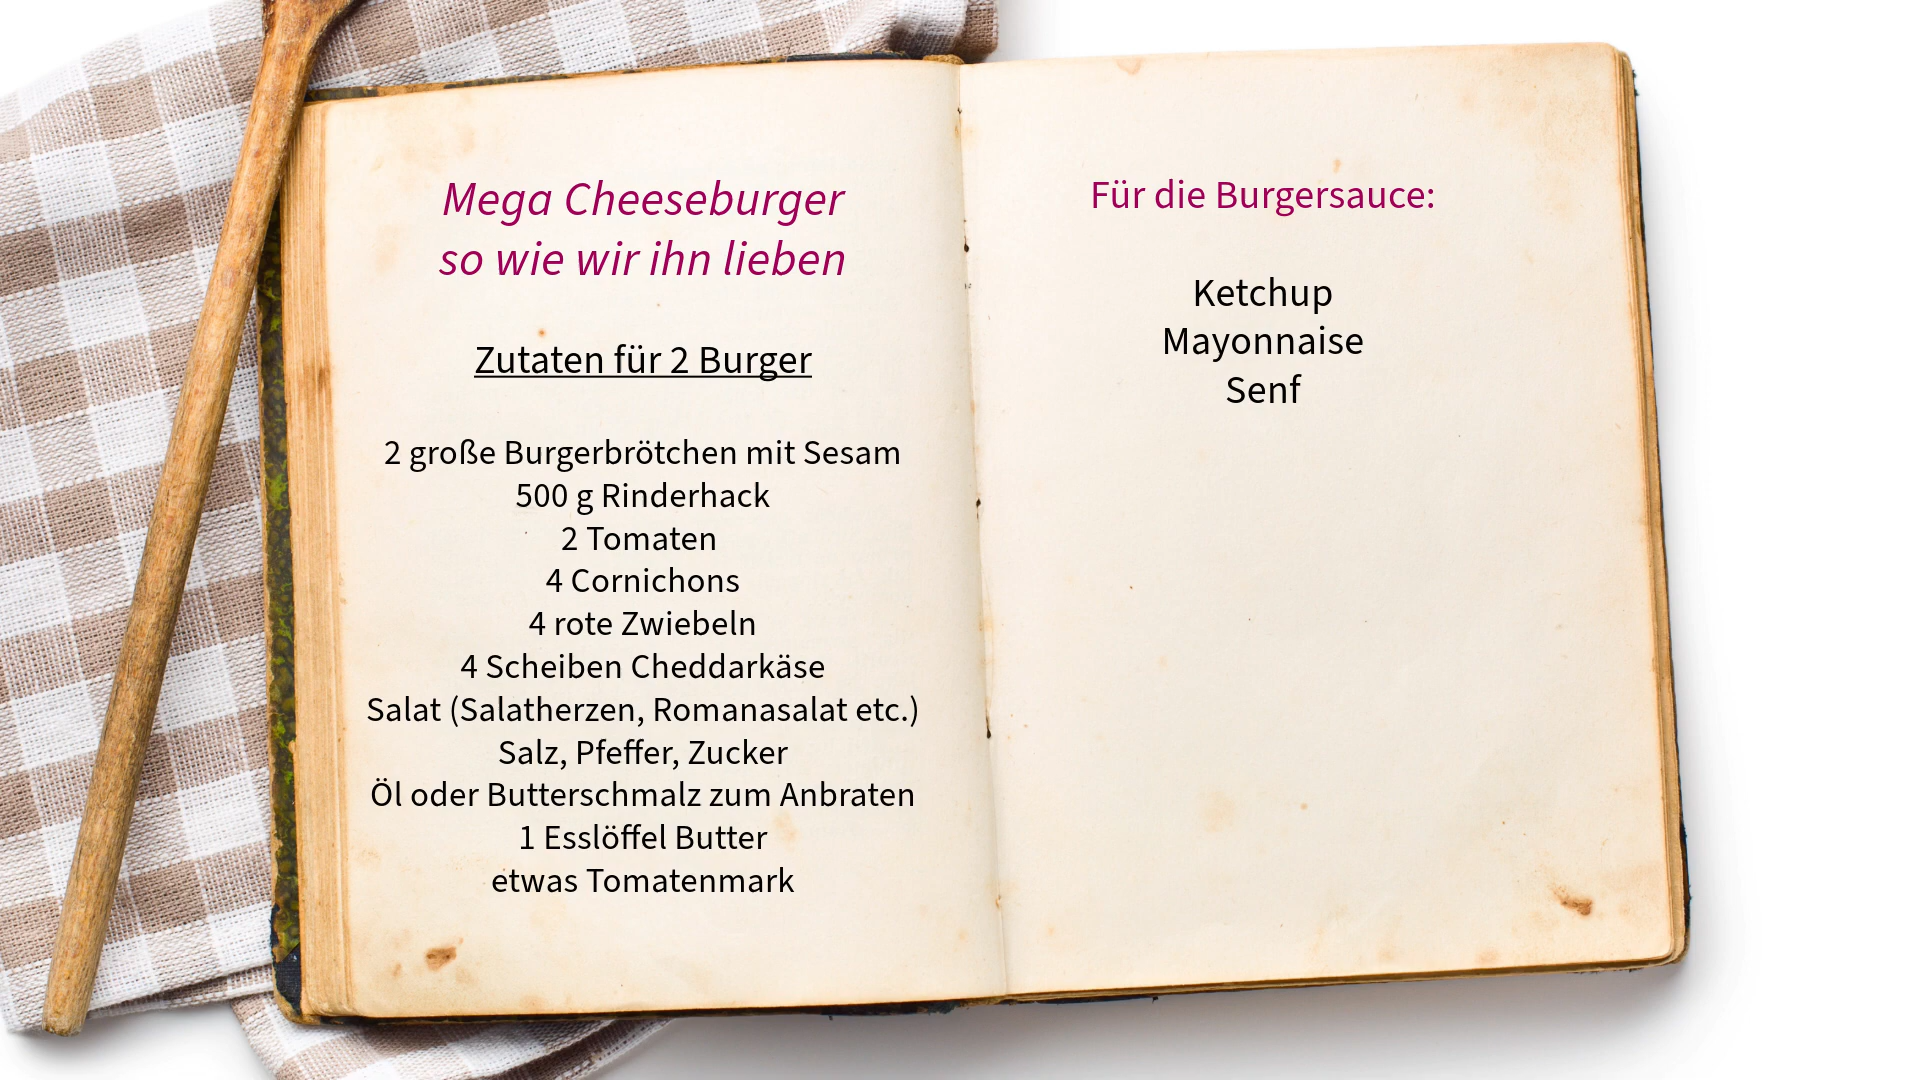 Mega Cheeseburger
so wie wir ihn lieben
Zutaten für 2 Burger
2 große Burgerbrötchen mit Sesam
500 g Rinderhack
2 Tomaten
4 Cornichons
4 rote Zwiebeln
4 Scheiben Cheddarkäse
Salat (Salatherzen, Romanasalat etc.)
Salz, Pfeffer, Zucker
Öl oder Butterschmalz zum Anbraten
1 Esslöffel Butter
etwas Tomatenmark
Für die Burgersauce:
Ketchup
Mayonnaise
Senf